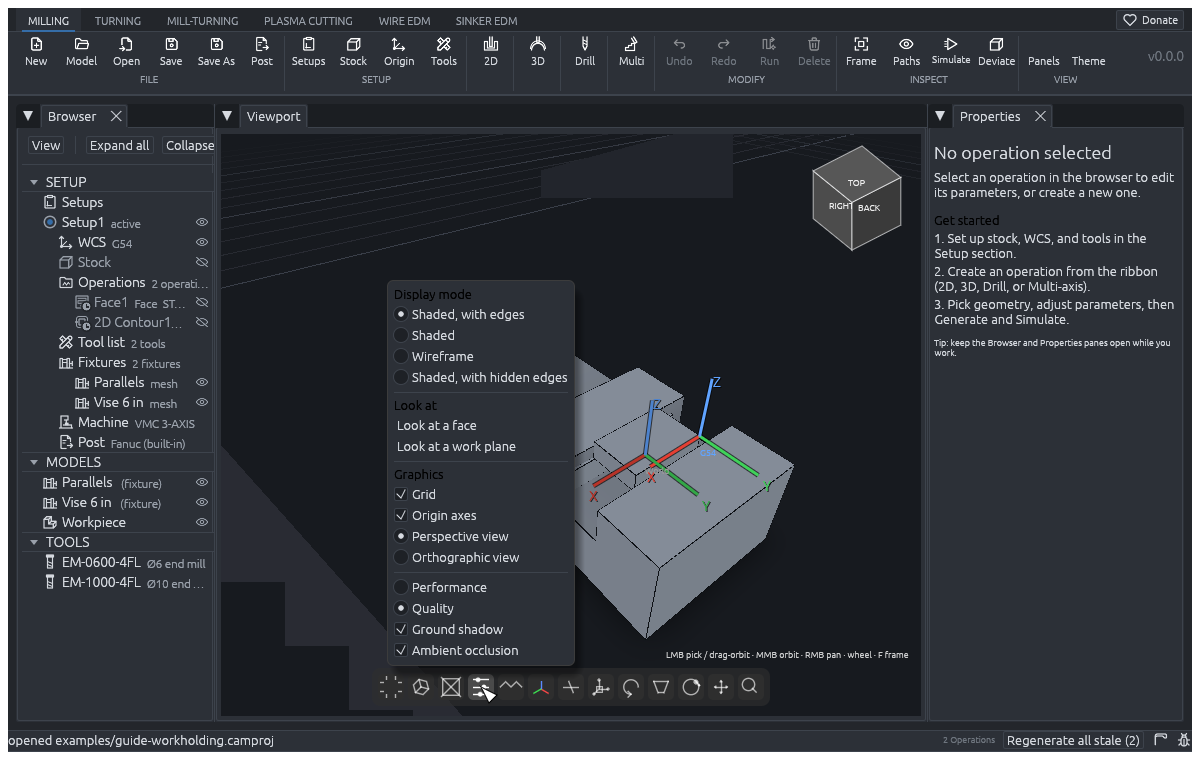 MILLING TURNING MILL-TURNING PLASMA CUTTING WIRE EDM SINKER EDM Donate
New Model Open Save Save As Post Setups Stock Origin Tools 2D 3D Drill Multi Undo Redo Run Delete Frame Paths Simulate Deviate Panels Theme v0.0.0
FILE SETUP MODIFY INSPECT VIEW
Browser Viewport Properties
View Expand all Collapse
SETUP
Setups
Setup1 active
WCS G54
Stock
Operations 2 operati...
Face1 Face ST...
2D Contour1...
Tool list 2 tools
Fixtures 2 fixtures
Parallels mesh
Vise 6 in mesh
Machine VMC 3-AXIS
Post Fanuc (built-in)
MODELS
Parallels (fixture)
Vise 6 in (fixture)
Workpiece
TOOLS
EM-0600-4FL Ø6 end mill
EM-1000-4FL Ø10 end ...
TOP
RIGHT BACK
Display mode
Shaded, with edges
Shaded
Wireframe
Shaded, with hidden edges
Look at
Look at a face
Look at a work plane
Graphics
Grid
Origin axes
Perspective view
Orthographic view
Performance
Quality
Ground shadow
Ambient occlusion
Z
Z
G54
X
X
Y
Y
LMB pick / drag-orbit · MMB orbit · RMB pan · wheel · F frame
No operation selected
Select an operation in the browser to edit
its parameters, or create a new one.
Get started
1. Set up stock, WCS, and tools in the
Setup section.
2. Create an operation from the ribbon
(2D, 3D, Drill, or Multi-axis).
3. Pick geometry, adjust parameters, then
Generate and Simulate.
Tip: keep the Browser and Properties panes open while you
work.
opened examples/guide-workholding.camproj 2 Operations Regenerate all stale (2)